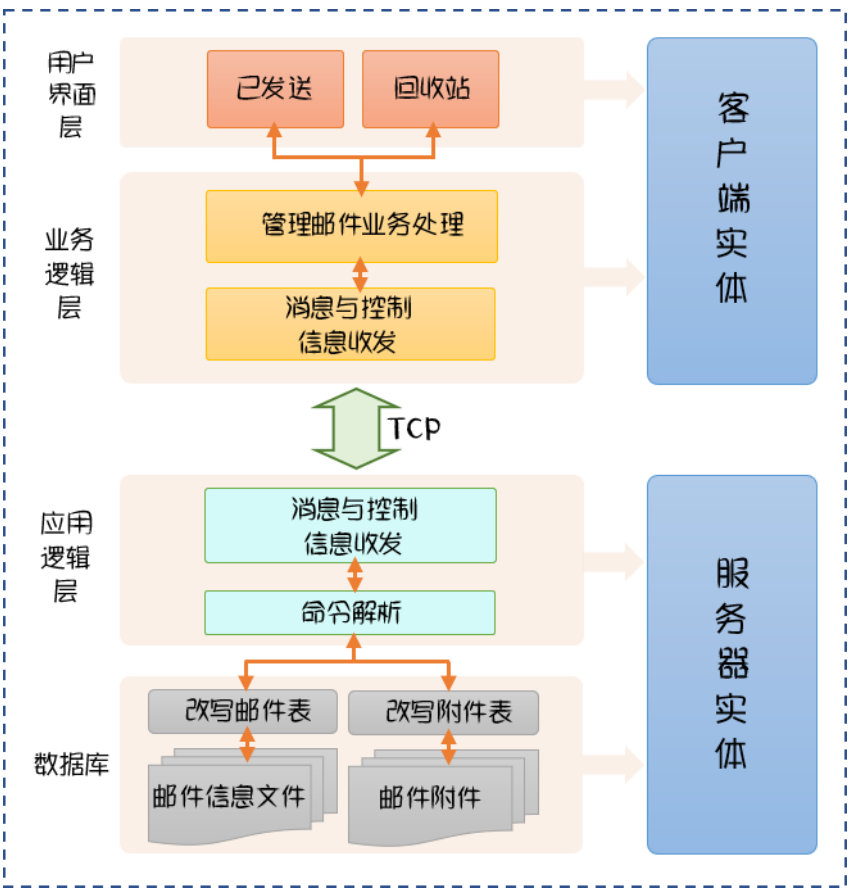 用户
界面
层
已发送
回收站
客
户
端
实
体
业务
逻辑
层
管理邮件业务处理
消息与控制
信息收发
TCP
应用
逻辑
层
消息与控制
信息收发
命令解析
服
务
器
实
体
数据库
改写邮件表
改写附件表
邮件信息文件
邮件附件